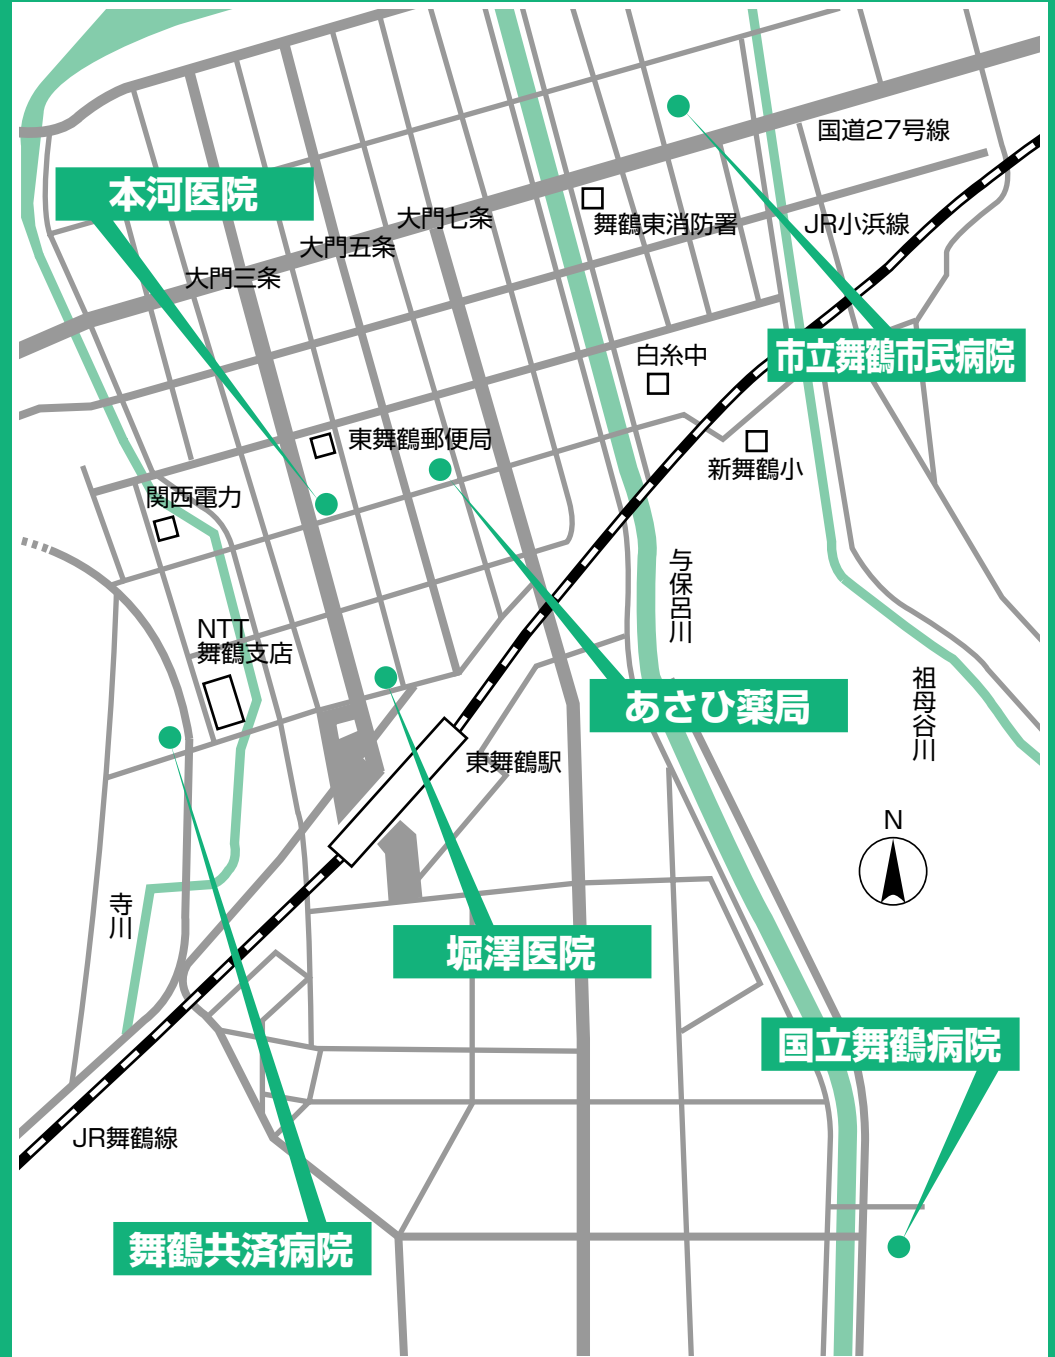 国道27号線
本河医院
大門七条
舞鶴東消防署
JR小浜線
大門五条
大門三条
市立舞鶴市民病院
白糸中
東舞鶴郵便局
新舞鶴小
関西電力
与保呂川
NTT
舞鶴支店
あさひ薬局
祖母谷川
東舞鶴駅
N
寺川
堀澤医院
国立舞鶴病院
JR舞鶴線
舞鶴共済病院